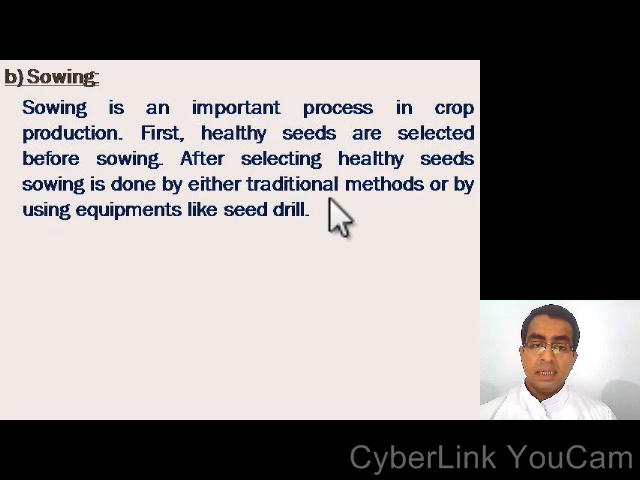 b) Sowing:
Sowing is an important process in crop
production. First, healthy seeds are selected
before sowing. After selecting healthy seeds
sowing is done by either traditional methods or by
using equipments like seed drill.
CyberLink YouCam